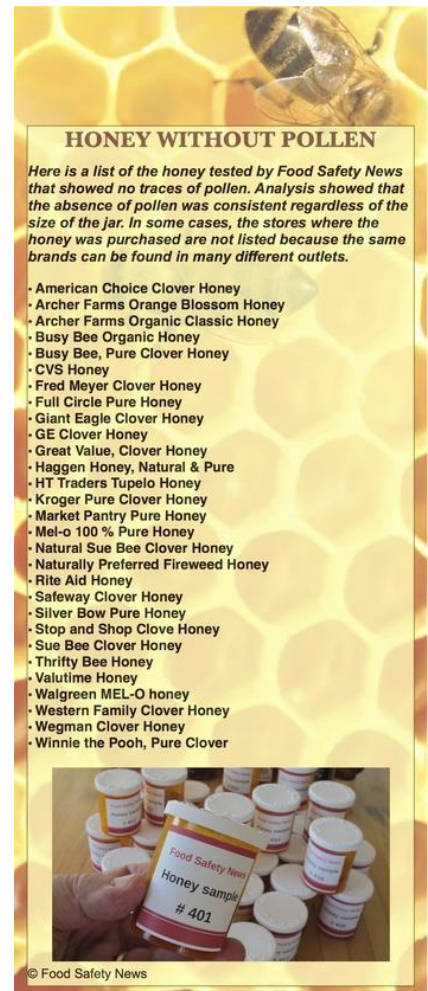 HONEY WITHOUT POLLEN
Here is a list of the honey tested by Food Safety News
that showed no traces of pollen. Analysis showed that
the absence of pollen was consistent regardless of the
size of the jar. In some cases, the stores where the
honey was purchased are not listed because the same
brands can be found in many different outlets.
• American Choice Clover Honey
• Archer Farms Orange Blossom Honey
• Archer Farms Organic Classic Honey
• Busy Bee Organic Honey
• Busy Bee, Pure Clover Honey
• CVS Honey
• Fred Meyer Clover Honey
• Full Circle Pure Honey
• Giant Eagle Clover Honey
• GE Clover Honey
• Great Value, Clover Honey
• Haggen Honey, Natural & Pure
• HT Traders Tupelo Honey
• Kroger Pure Clover Honey
• Market Pantry Pure Honey
• Mel-o 100 % Pure Honey
• Natural Sue Bee Clover Honey
• Naturally Preferred Fireweed Honey
• Rite Aid Honey
• Safeway Clover Honey
• Silver Bow Pure Honey
• Stop and Shop Clove Honey
• Sue Bee Clover Honey
• Thrifty Bee Honey
• Valutime Honey
• Walgreen MEL-O honey
• Western Family Clover Honey
• Wegman Clover Honey
• Winnie the Pooh, Pure Clover
Food Safety News
Honey sample
# 401
© Food Safety News